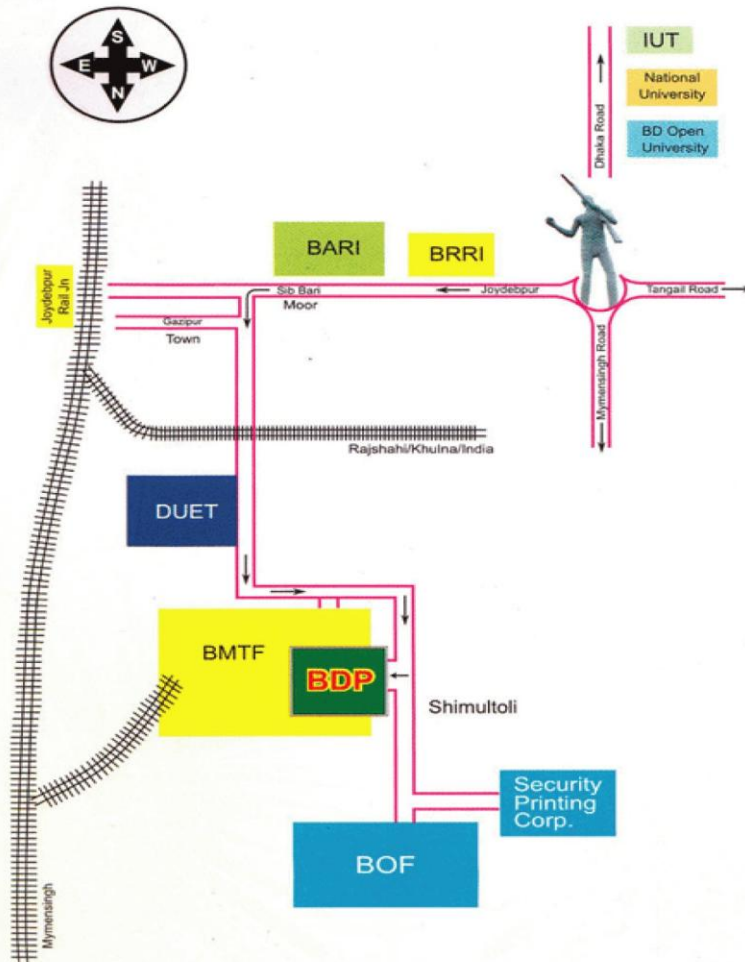 S
E
W
N
IUT
National
University
BD Open
University
Dhaka Road
BARI
BRRI
Joydebpur
Rail Jn
Sib Bari
Moor
Joydebpur
Tangail Road
Gazipur
Town
Mymensingh Road
Rajshahi/Khulna/India
DUET
BMTF
BDP
Shimultoli
Security
Printing
Corp.
BOF
Mymensingh